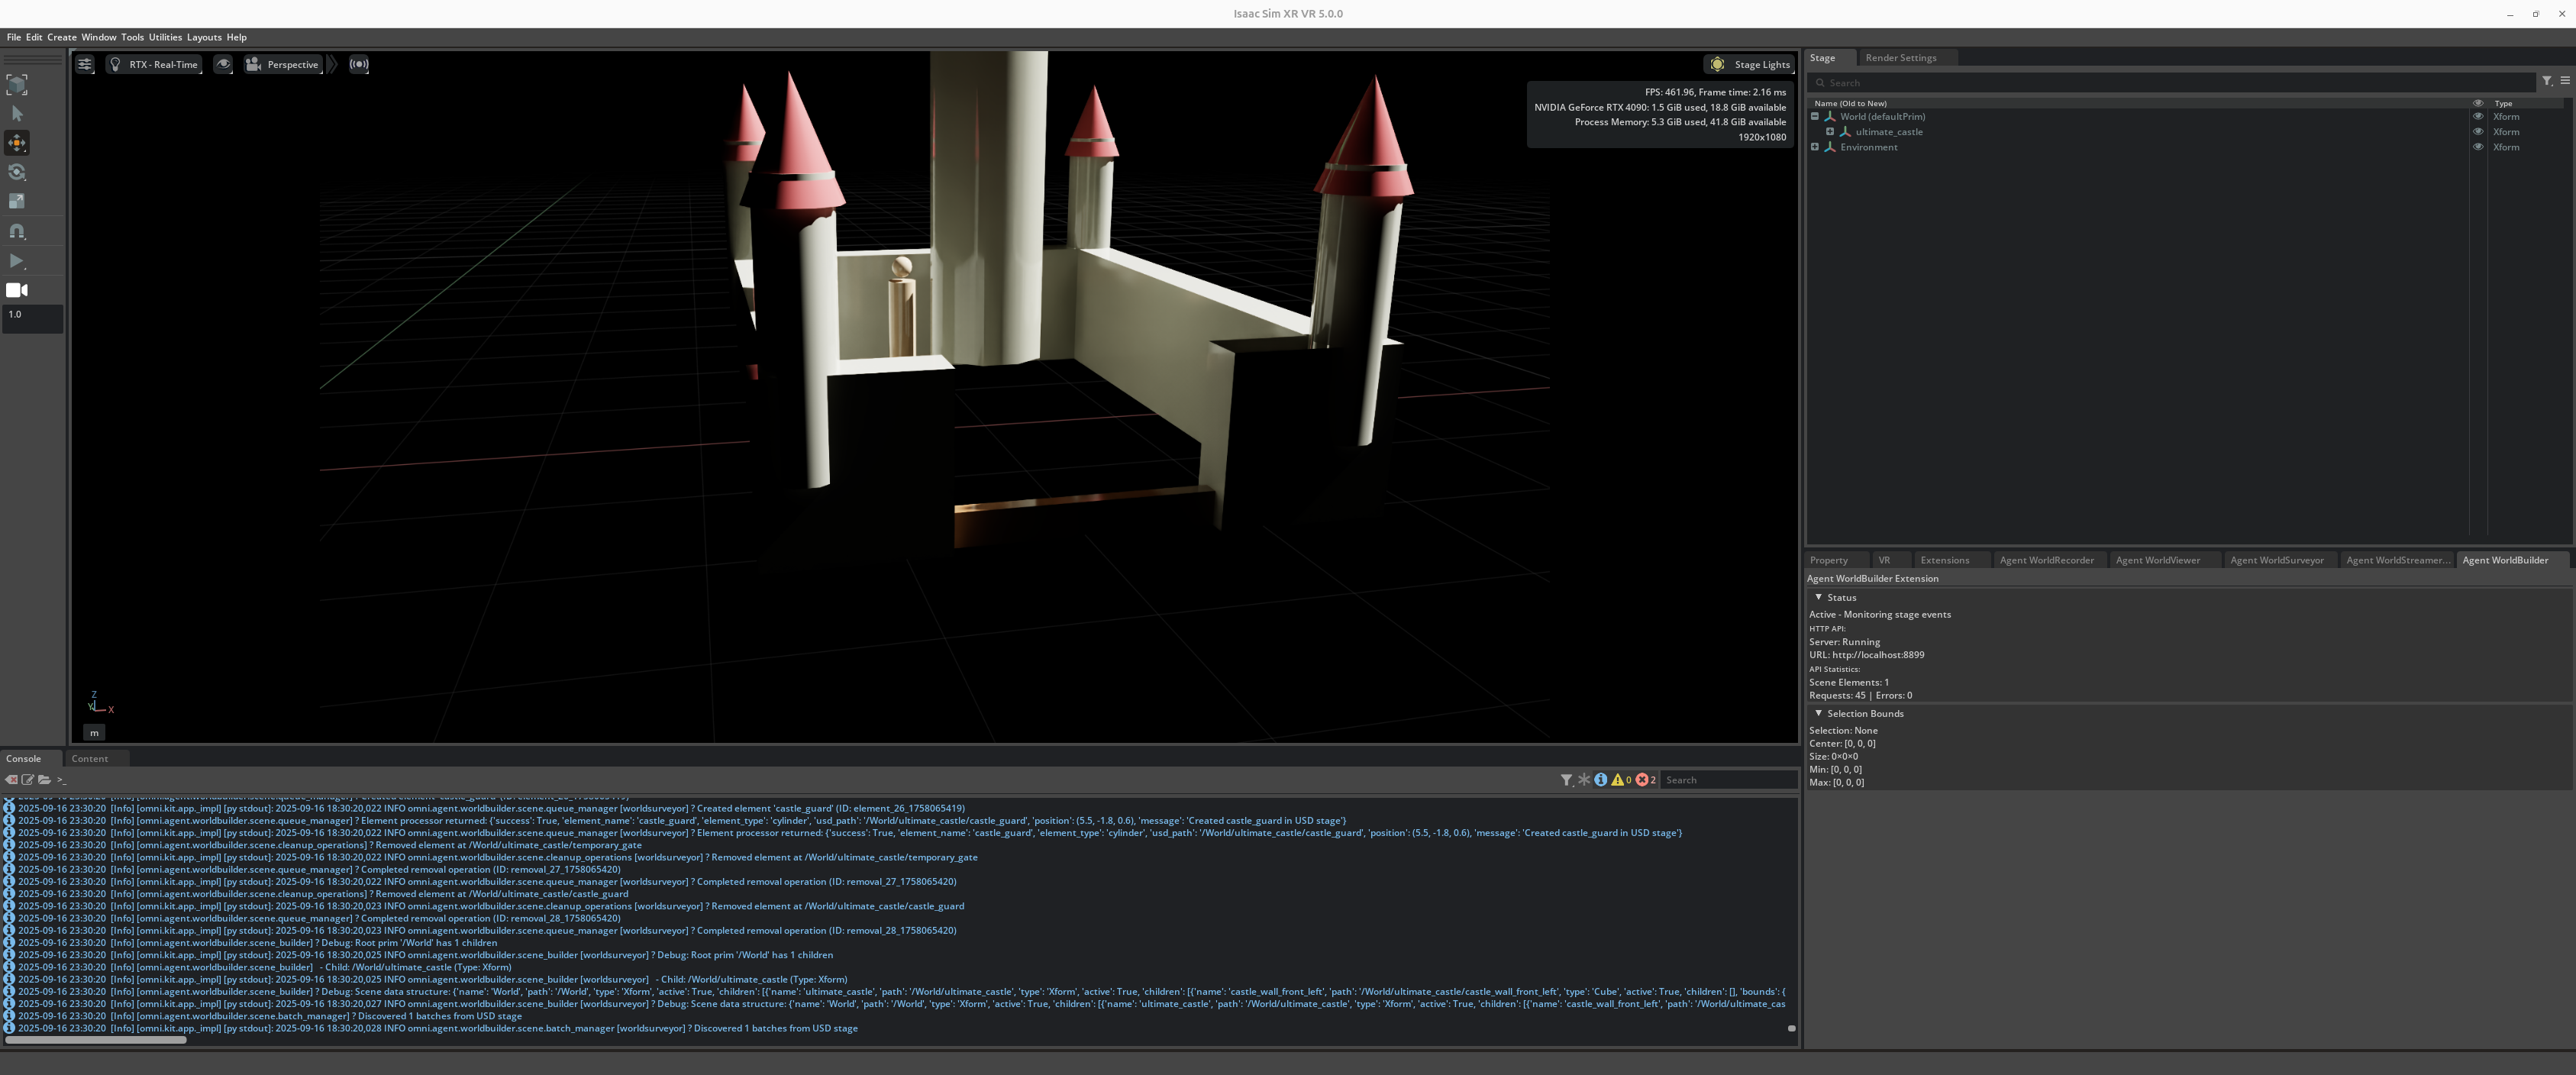 Isaac Sim XR VR 5.0.0
File Edit Create Window Tools Utilities Layouts Help
RTX - Real-Time
Perspective
Stage Lights
FPS: 461.96, Frame time: 2.16 ms
NVIDIA GeForce RTX 4090: 1.5 GiB used, 18.8 GiB available
Process Memory: 5.3 GiB used, 41.8 GiB available
1920x1080
1.0
Z
Y
X
m
Stage
Render Settings
Search
Name (Old to New)
Type
World (defaultPrim)
Xform
ultimate_castle
Xform
Environment
Xform
Property
VR
Extensions
Agent WorldRecorder
Agent WorldViewer
Agent WorldSurveyor
Agent WorldStreamer...
Agent WorldBuilder
Agent WorldBuilder Extension
Status
Active - Monitoring stage events
HTTP API:
Server: Running
URL: http://localhost:8899
API Statistics:
Scene Elements: 1
Requests: 45 | Errors: 0
Selection Bounds
Selection: None
Center: [0, 0, 0]
Size: 0×0×0
Min: [0, 0, 0]
Max: [0, 0, 0]
Console
Content
>_
0
2
Search
2025-09-16 23:30:20 [Info] [omni.kit.app._impl] [py stdout]: 2025-09-16 18:30:20,022 INFO omni.agent.worldbuilder.scene.queue_manager [worldsurveyor] ? Created element 'castle_guard' (ID: element_26_1758065419)
2025-09-16 23:30:20 [Info] [omni.agent.worldbuilder.scene.queue_manager] ? Element processor returned: {'success': True, 'element_name': 'castle_guard', 'element_type': 'cylinder', 'usd_path': '/World/ultimate_castle/castle_guard', 'position': (5.5, -1.8, 0.6), 'message': 'Created castle_guard in USD stage'}
2025-09-16 23:30:20 [Info] [omni.kit.app._impl] [py stdout]: 2025-09-16 18:30:20,022 INFO omni.agent.worldbuilder.scene.queue_manager [worldsurveyor] ? Element processor returned: {'success': True, 'element_name': 'castle_guard', 'element_type': 'cylinder', 'usd_path': '/World/ultimate_castle/castle_guard', 'position': (5.5, -1.8, 0.6), 'message': 'Created castle_guard in USD stage'}
2025-09-16 23:30:20 [Info] [omni.agent.worldbuilder.scene.cleanup_operations] ? Removed element at /World/ultimate_castle/temporary_gate
2025-09-16 23:30:20 [Info] [omni.kit.app._impl] [py stdout]: 2025-09-16 18:30:20,022 INFO omni.agent.worldbuilder.scene.cleanup_operations [worldsurveyor] ? Removed element at /World/ultimate_castle/temporary_gate
2025-09-16 23:30:20 [Info] [omni.agent.worldbuilder.scene.queue_manager] ? Completed removal operation (ID: removal_27_1758065420)
2025-09-16 23:30:20 [Info] [omni.kit.app._impl] [py stdout]: 2025-09-16 18:30:20,022 INFO omni.agent.worldbuilder.scene.queue_manager [worldsurveyor] ? Completed removal operation (ID: removal_27_1758065420)
2025-09-16 23:30:20 [Info] [omni.agent.worldbuilder.scene.cleanup_operations] ? Removed element at /World/ultimate_castle/castle_guard
2025-09-16 23:30:20 [Info] [omni.kit.app._impl] [py stdout]: 2025-09-16 18:30:20,023 INFO omni.agent.worldbuilder.scene.cleanup_operations [worldsurveyor] ? Removed element at /World/ultimate_castle/castle_guard
2025-09-16 23:30:20 [Info] [omni.agent.worldbuilder.scene.queue_manager] ? Completed removal operation (ID: removal_28_1758065420)
2025-09-16 23:30:20 [Info] [omni.kit.app._impl] [py stdout]: 2025-09-16 18:30:20,023 INFO omni.agent.worldbuilder.scene.queue_manager [worldsurveyor] ? Completed removal operation (ID: removal_28_1758065420)
2025-09-16 23:30:20 [Info] [omni.agent.worldbuilder.scene_builder] ? Debug: Root prim '/World' has 1 children
2025-09-16 23:30:20 [Info] [omni.kit.app._impl] [py stdout]: 2025-09-16 18:30:20,025 INFO omni.agent.worldbuilder.scene_builder [worldsurveyor] ? Debug: Root prim '/World' has 1 children
2025-09-16 23:30:20 [Info] [omni.agent.worldbuilder.scene_builder] - Child: /World/ultimate_castle (Type: Xform)
2025-09-16 23:30:20 [Info] [omni.kit.app._impl] [py stdout]: 2025-09-16 18:30:20,025 INFO omni.agent.worldbuilder.scene_builder [worldsurveyor] - Child: /World/ultimate_castle (Type: Xform)
2025-09-16 23:30:20 [Info] [omni.agent.worldbuilder.scene_builder] ? Debug: Scene data structure: {'name': 'World', 'path': '/World', 'type': 'Xform', 'active': True, 'children': [{'name': 'ultimate_castle', 'path': '/World/ultimate_castle', 'type': 'Xform', 'active': True, 'children': [{'name': 'castle_wall_front_left', 'path': '/World/ultimate_castle/castle_wall_front_left', 'type': 'Cube', 'active': True, 'children': [], 'bounds': {
2025-09-16 23:30:20 [Info] [omni.kit.app._impl] [py stdout]: 2025-09-16 18:30:20,027 INFO omni.agent.worldbuilder.scene_builder [worldsurveyor] ? Debug: Scene data structure: {'name': 'World', 'path': '/World', 'type': 'Xform', 'active': True, 'children': [{'name': 'ultimate_castle', 'path': '/World/ultimate_castle', 'type': 'Xform', 'active': True, 'children': [{'name': 'castle_wall_front_left', 'path': '/World/ultimate_cas
2025-09-16 23:30:20 [Info] [omni.agent.worldbuilder.scene.batch_manager] ? Discovered 1 batches from USD stage
2025-09-16 23:30:20 [Info] [omni.kit.app._impl] [py stdout]: 2025-09-16 18:30:20,028 INFO omni.agent.worldbuilder.scene.batch_manager [worldsurveyor] ? Discovered 1 batches from USD stage